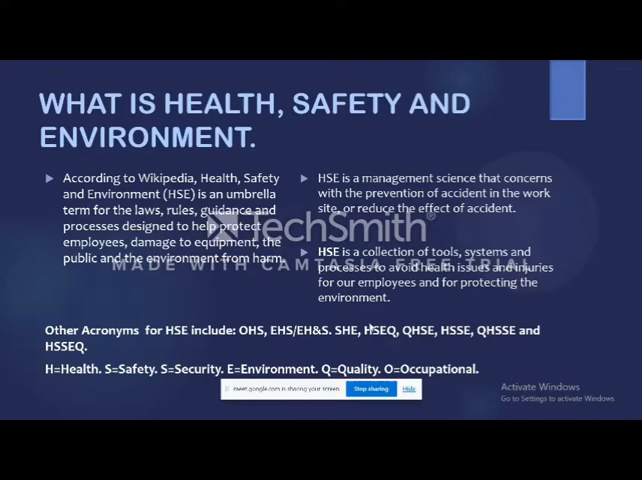 WHAT IS HEALTH, SAFETY AND
ENVIRONMENT.
According to Wikipedia, Health, Safety
and Environment (HSE) is an umbrella
term for the laws, rules, guidance and
processes designed to help protect
employees, damage to equipment, the
public and the environment from harm.
HSE is a management science that concerns
with the prevention of accident in the work
site, or reduce the effect of accident.
HSE is a collection of tools, systems and
processes to avoid health issues and injuries
for our employees and for protecting the
environment.
TechSmith®
MADE WITH CAMTASIA FREE TRIAL
Other Acronyms for HSE include: OHS, EHS/EH&S. SHE, HSEQ, QHSE, HSSE, QHSSE and
HSSEQ.
H=Health. S=Safety. S=Security. E=Environment. Q=Quality. O=Occupational.
meet.google.com is sharing your screen. Stop sharing Hide
Activate Windows
Go to Settings to activate Windows.